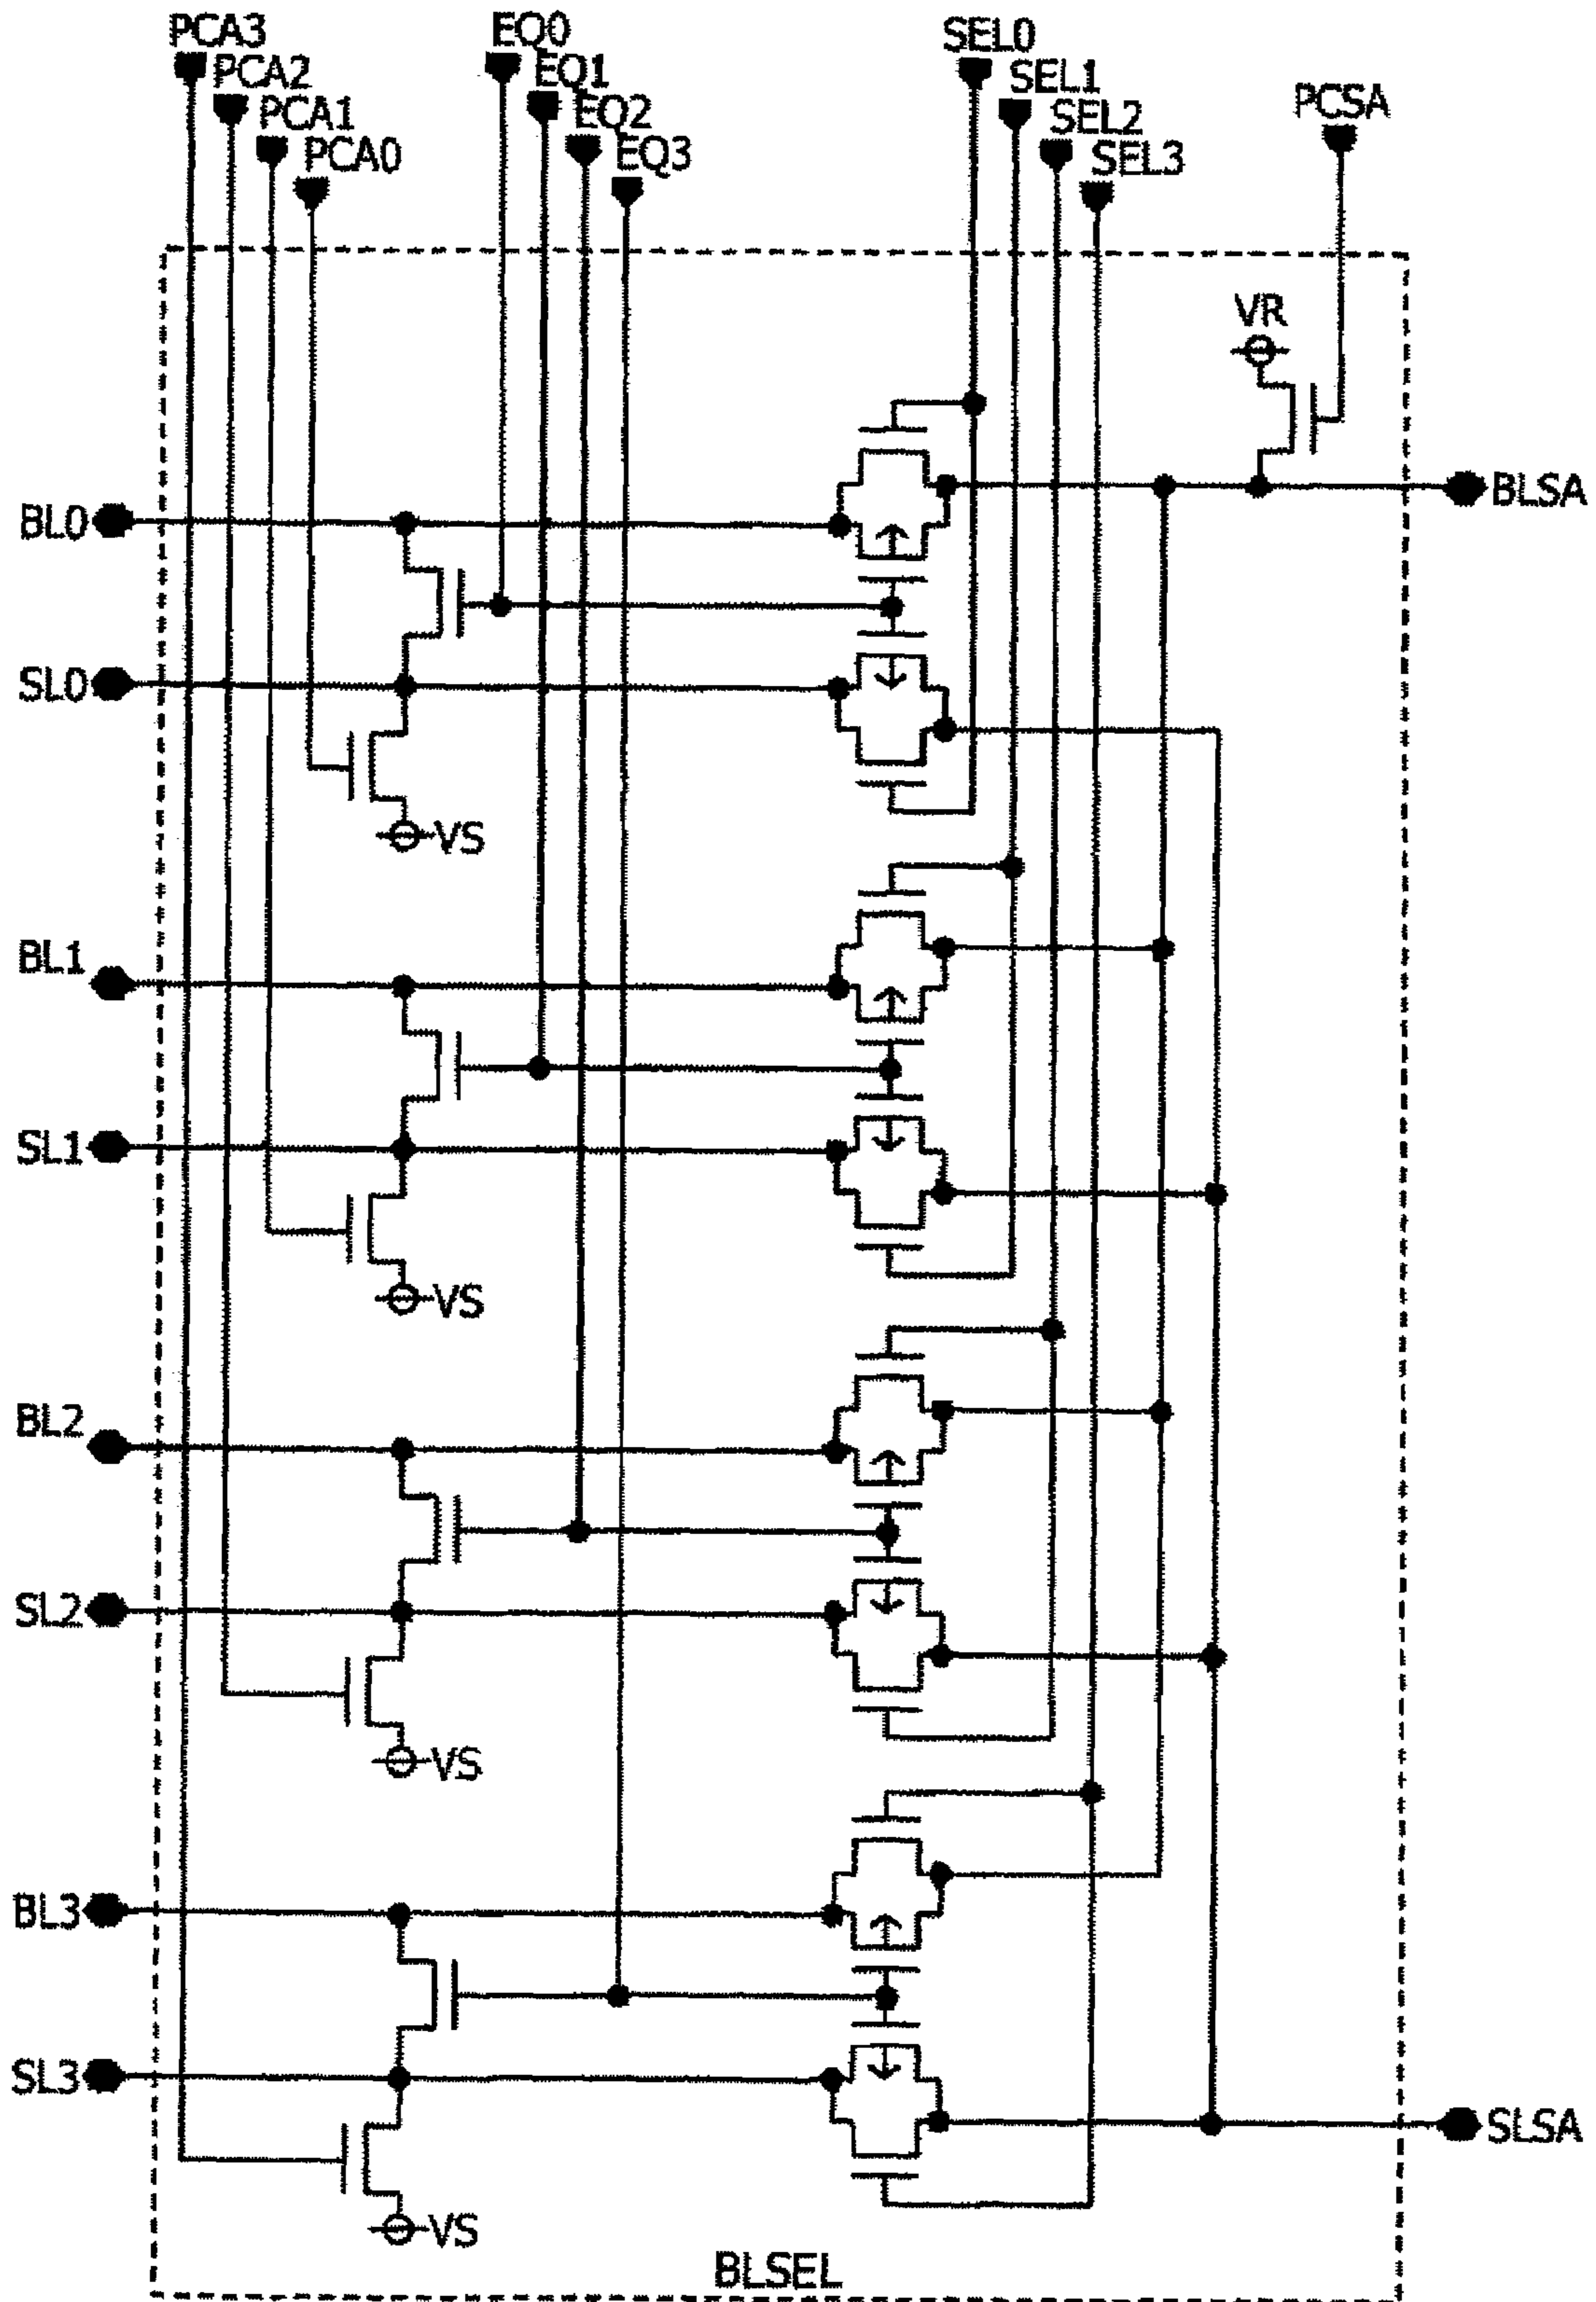 PCA3
PCA2
PCA1
PCA0
EQ0
EQ1
EQ2
EQ3
SEL0
SEL1
SEL2
SEL3
PCSA
VR
BLSA
BL0
SL0
VS
BL1
SL1
VS
BL2
SL2
VS
BL3
SL3
SLSA
VS
BLSEL